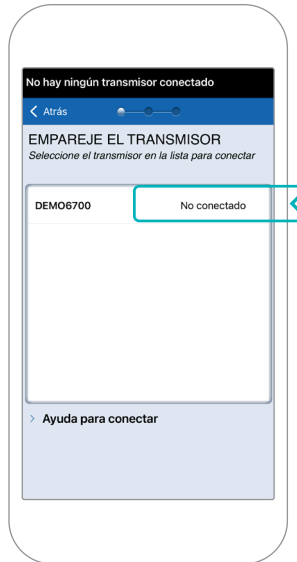 No hay ningún transmisor conectado
Atrás
EMPAREJE EL TRANSMISOR
Seleccione el transmisor en la lista para conectar
DEMO6700 No conectado
Ayuda para conectar